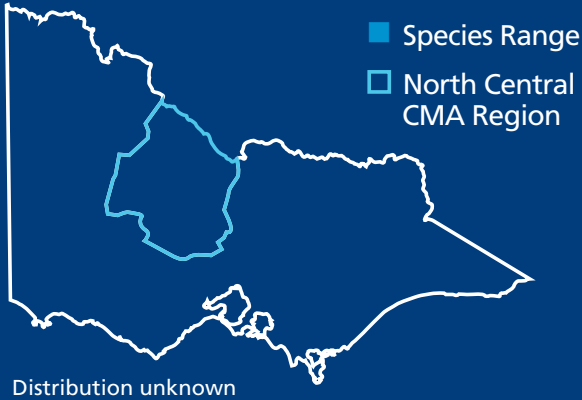 Species Range
North Central
CMA Region
Distribution unknown